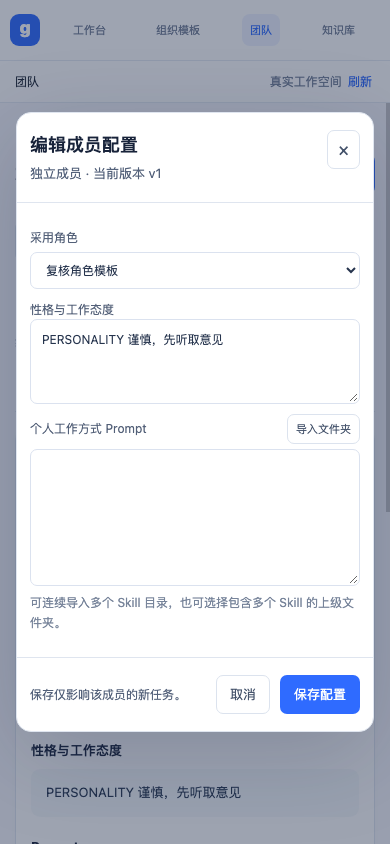 g
工作台
组织模板
团队
知识库
团队
真实工作空间 刷新
编辑成员配置
×
独立成员 · 当前版本 v1
采用角色
复核角色模板
性格与工作态度
PERSONALITY 谨慎，先听取意见
个人工作方式 Prompt
导入文件夹
可连续导入多个 Skill 目录，也可选择包含多个 Skill 的上级文
件夹。
保存仅影响该成员的新任务。
取消
保存配置
性格与工作态度
PERSONALITY 谨慎，先听取意见